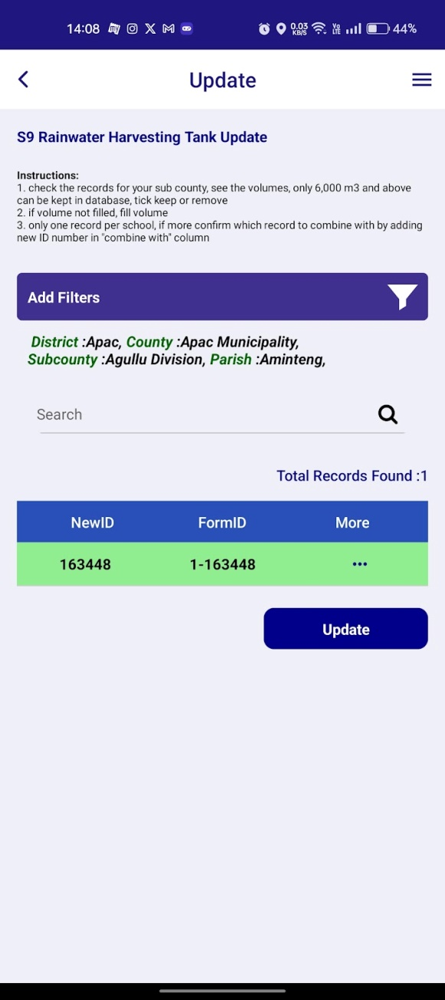 14:08
0.03 KB/S
Vo LTE
44%
Update
S9 Rainwater Harvesting Tank Update
Instructions:
1. check the records for your sub county, see the volumes, only 6,000 m3 and above
can be kept in database, tick keep or remove
2. if volume not filled, fill volume
3. only one record per school, if more confirm which record to combine with by adding
new ID number in "combine with" column
Add Filters
District :Apac, County :Apac Municipality,
Subcounty :Agullu Division, Parish :Aminteng,
Search
Total Records Found :1
NewID FormID More
163448 1-163448 •••
Update